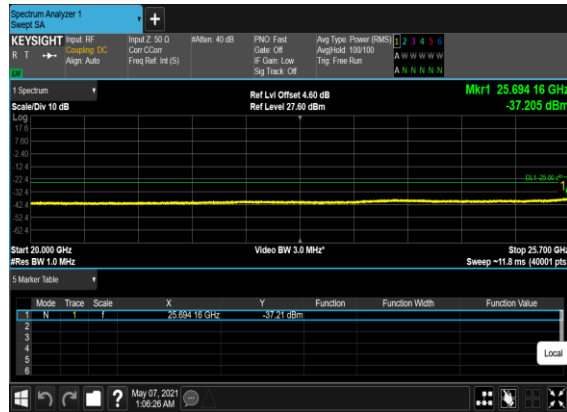 Spectrum Analyzer 1
Swept SA
+
KEYSIGHT Input: RF Input Z: 50 Ω #Atten: 40 dB PNO: Fast Avg Type: Power (RMS) 1 2 3 4 5 6
R T Coupling: DC Corr CCorr Gate: Off Avg|Hold: 100/100 A W W W W W
Align: Auto Freq Ref: Int (S) IF Gain: Low Trig: Free Run
Sig Track: Off A N N N N N
1 Spectrum Ref Lvl Offset 4.60 dB Mkr1 25.694 16 GHz
Scale/Div 10 dB Ref Level 27.60 dBm -37.205 dBm
Log
17.6
7.60
-2.40
-12.4
-22.4 DL1 -25.00 dBm
-32.4 1
-42.4
-52.4
-62.4
Start 20.000 GHz Video BW 3.0 MHz* Stop 25.700 GHz
#Res BW 1.0 MHz Sweep ~11.8 ms (40001 pts)
5 Marker Table
Mode Trace Scale X Y Function Function Width Function Value
1 N 1 f 25.694 16 GHz -37.21 dBm
2
3
4
5
6
Local
? May 07, 2021
1:06:26 AM